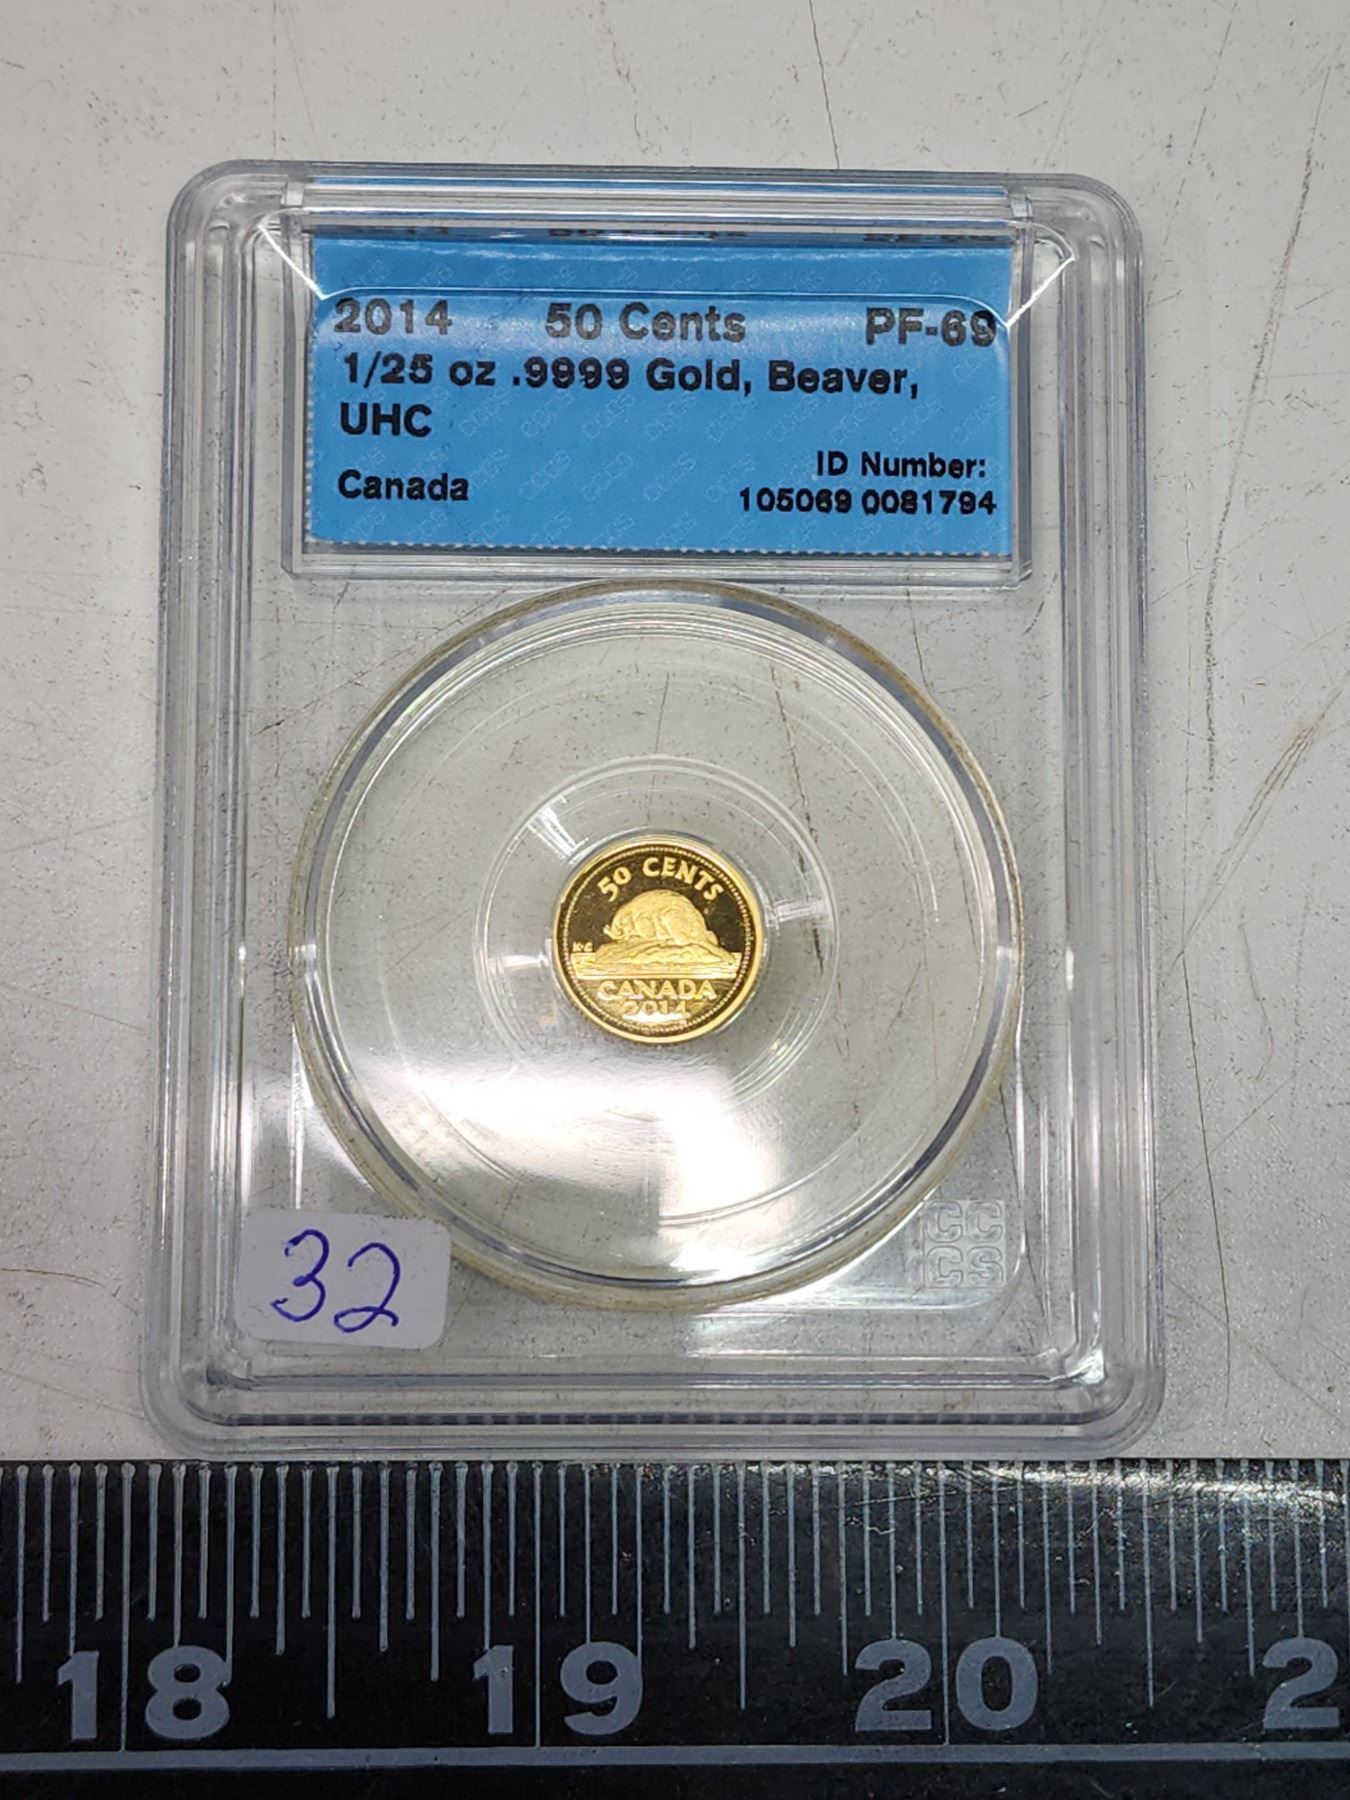 2014 50 Cents PF-69
1/25 oz .9999 Gold, Beaver,
UHC
ID Number:
Canada
105069 0081794
50 CENTS
K·G
CANADA
2014
CC
CS
32
18 19 20 2